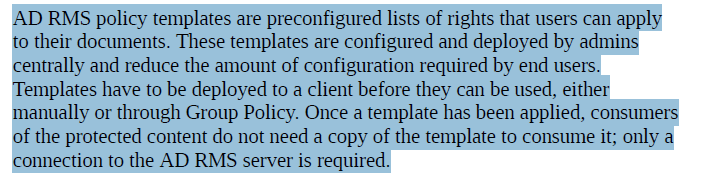 AD RMS policy templates are preconfigured lists of rights that users can apply
to their documents. These templates are configured and deployed by admins
centrally and reduce the amount of configuration required by end users.
Templates have to be deployed to a client before they can be used, either
manually or through Group Policy. Once a template has been applied, consumers
of the protected content do not need a copy of the template to consume it; only a
connection to the AD RMS server is required.